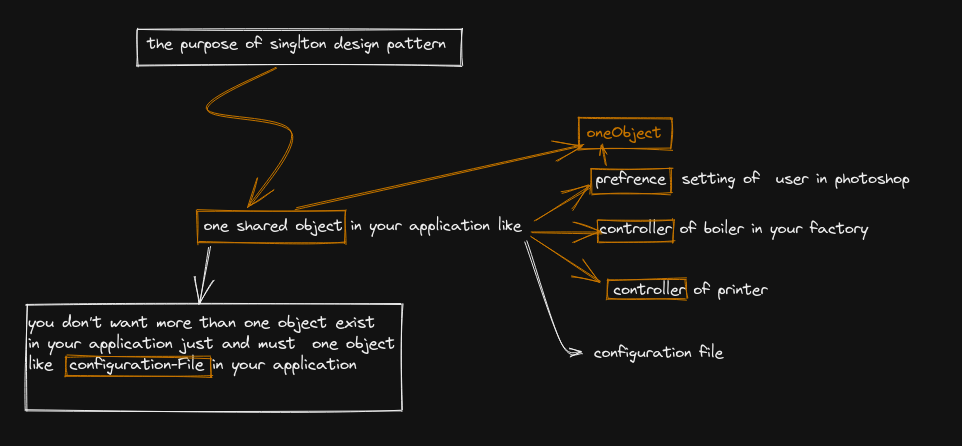 the purpose of singlton design pattern
oneObject
prefrence setting of user in photoshop
one shared object in your application like
controller of boiler in your factory
controller of printer
you don't want more than one object exist
in your application just and must one object
like configuration-File in your application
configuration file